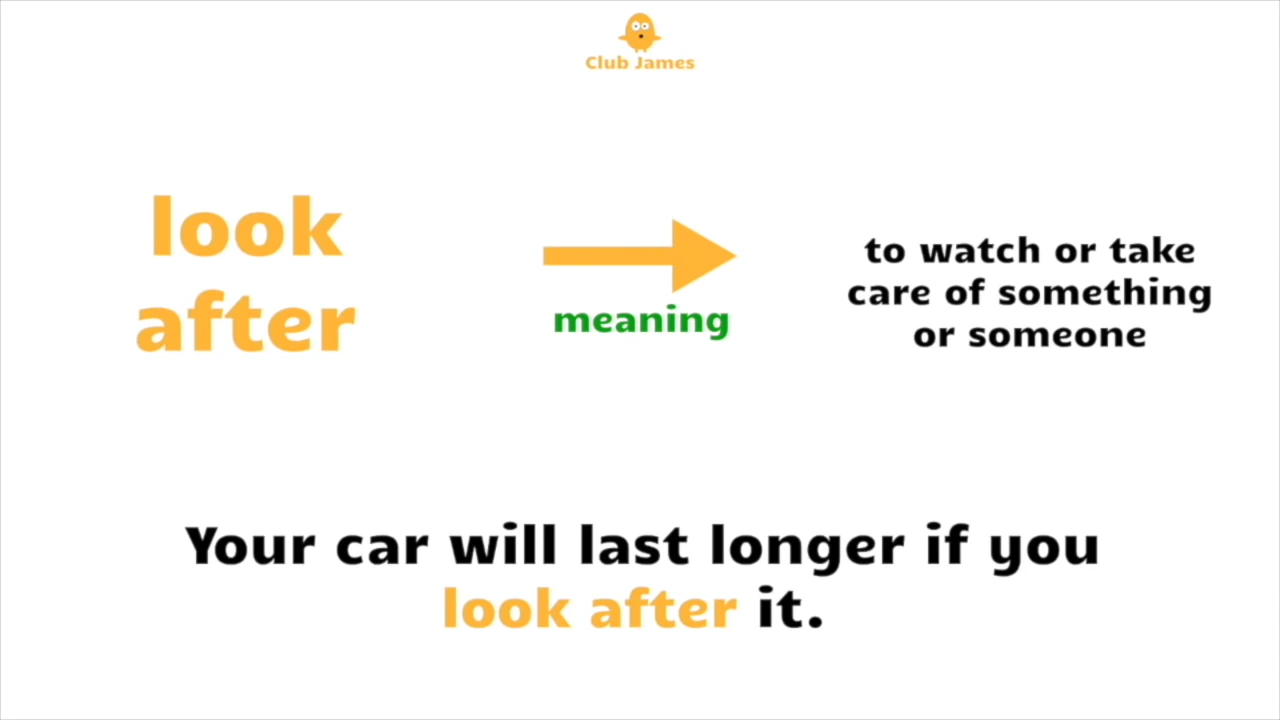 Club James
look
after
meaning
to watch or take
care of something
or someone
Your car will last longer if you
look after it.